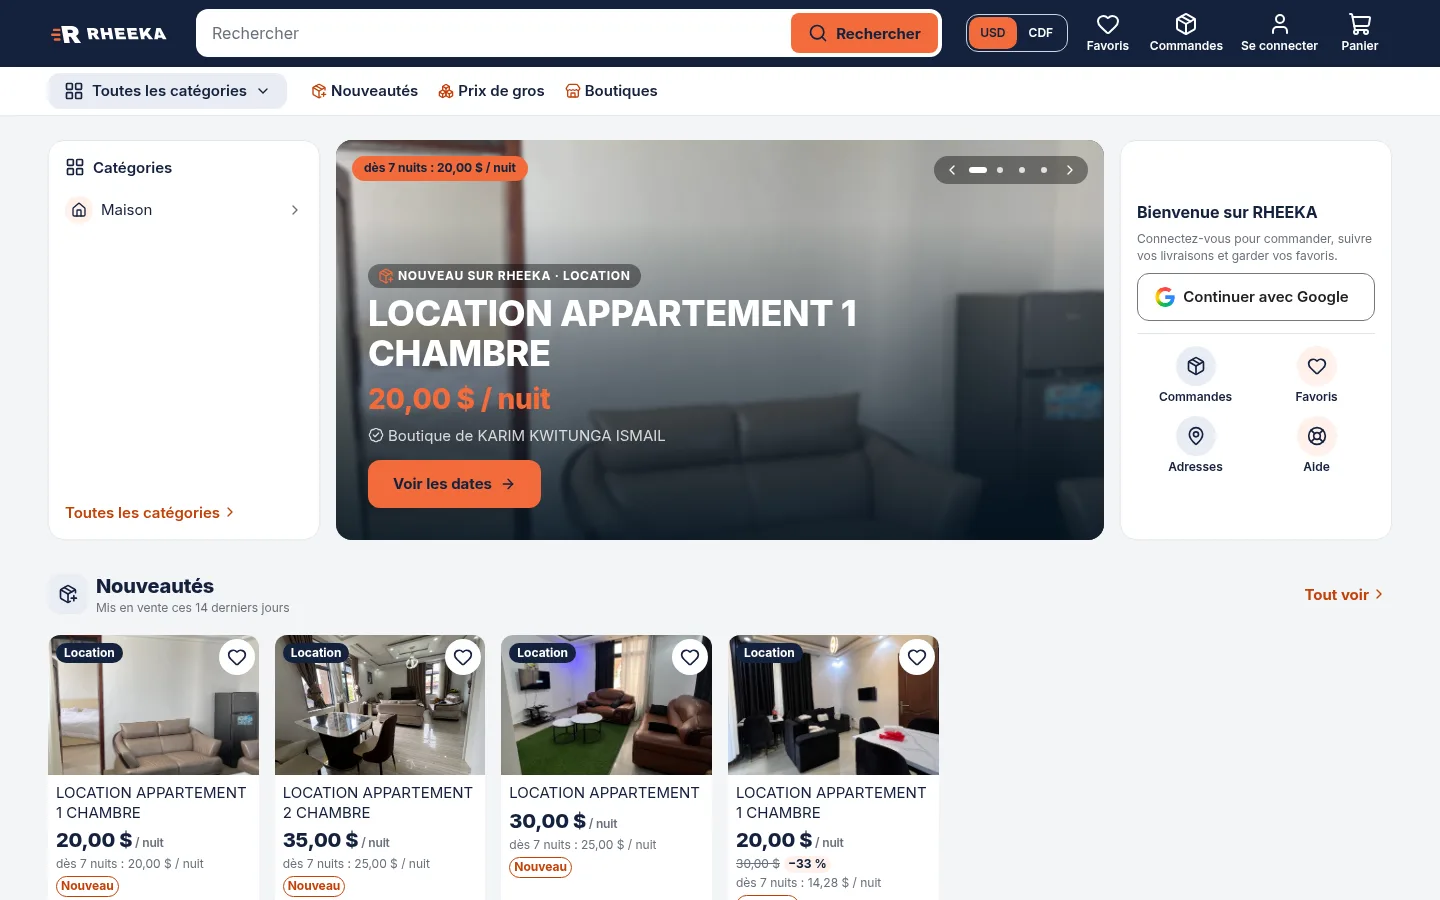 RHEEKA
Rechercher
Rechercher
USD
CDF
Favoris
Commandes
Se connecter
Panier
Toutes les catégories
Nouveautés
Prix de gros
Boutiques
Catégories
Maison
Toutes les catégories
dès 7 nuits : 20,00 $ / nuit
NOUVEAU SUR RHEEKA · LOCATION
LOCATION APPARTEMENT 1
CHAMBRE
20,00 $ / nuit
Boutique de KARIM KWITUNGA ISMAIL
Voir les dates
Bienvenue sur RHEEKA
Connectez-vous pour commander, suivre
vos livraisons et garder vos favoris.
Continuer avec Google
Commandes
Favoris
Adresses
Aide
Nouveautés
Mis en vente ces 14 derniers jours
Tout voir
Location
LOCATION APPARTEMENT
1 CHAMBRE
20,00 $ / nuit
dès 7 nuits : 20,00 $ / nuit
Nouveau
Location
LOCATION APPARTEMENT
2 CHAMBRE
35,00 $ / nuit
dès 7 nuits : 25,00 $ / nuit
Nouveau
Location
LOCATION APPARTEMENT
30,00 $ / nuit
dès 7 nuits : 25,00 $ / nuit
Nouveau
Location
LOCATION APPARTEMENT
1 CHAMBRE
20,00 $ / nuit
30,00 $ −33 %
dès 7 nuits : 14,28 $ / nuit